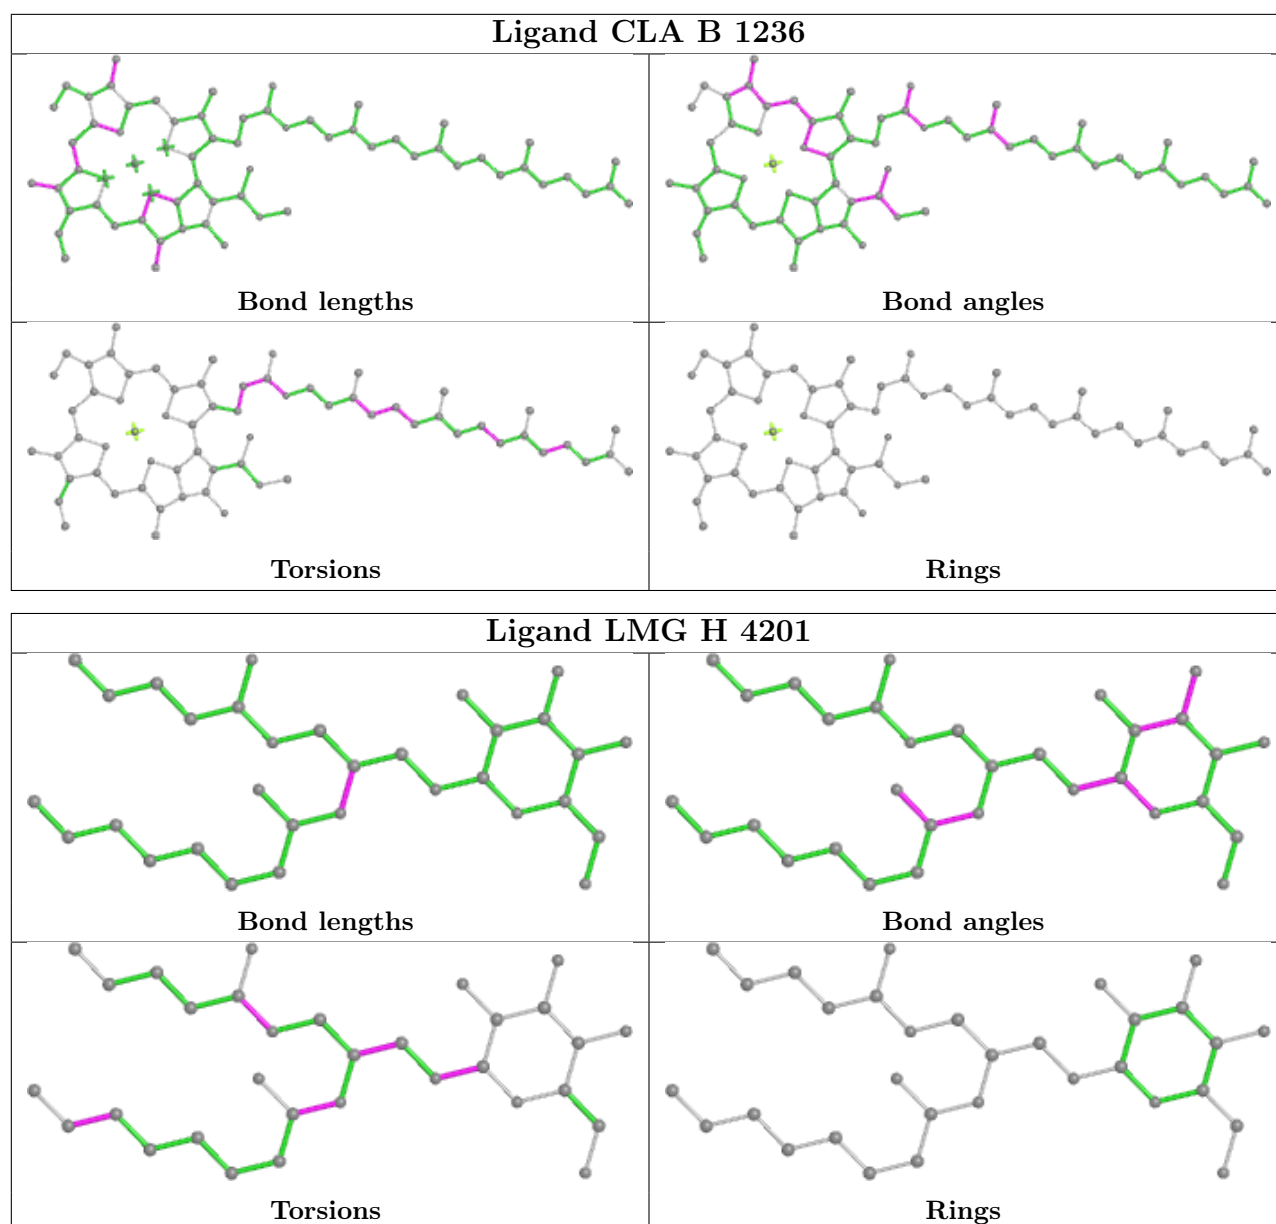 Ligand CLA B 1236
Bond lengths
Bond angles
Torsions
Rings
Ligand LMG H 4201
Bond lengths
Bond angles
Torsions
Rings